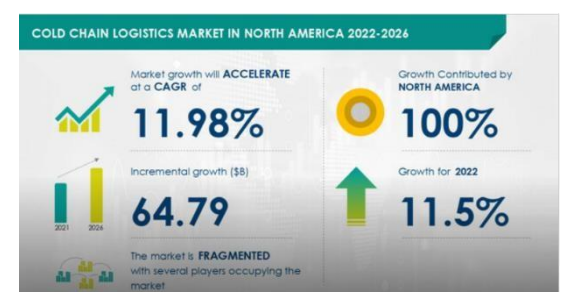 COLD CHAIN LOGISTICS MARKET IN NORTH AMERICA 2022-2026
Market growth will ACCELERATE
at a CAGR of
11.98%
Growth Contributed by
NORTH AMERICA
100%
Incremental growth ($B)
64.79
2021 2026
Growth for 2022
11.5%
The market is FRAGMENTED
with several players occupying the
market